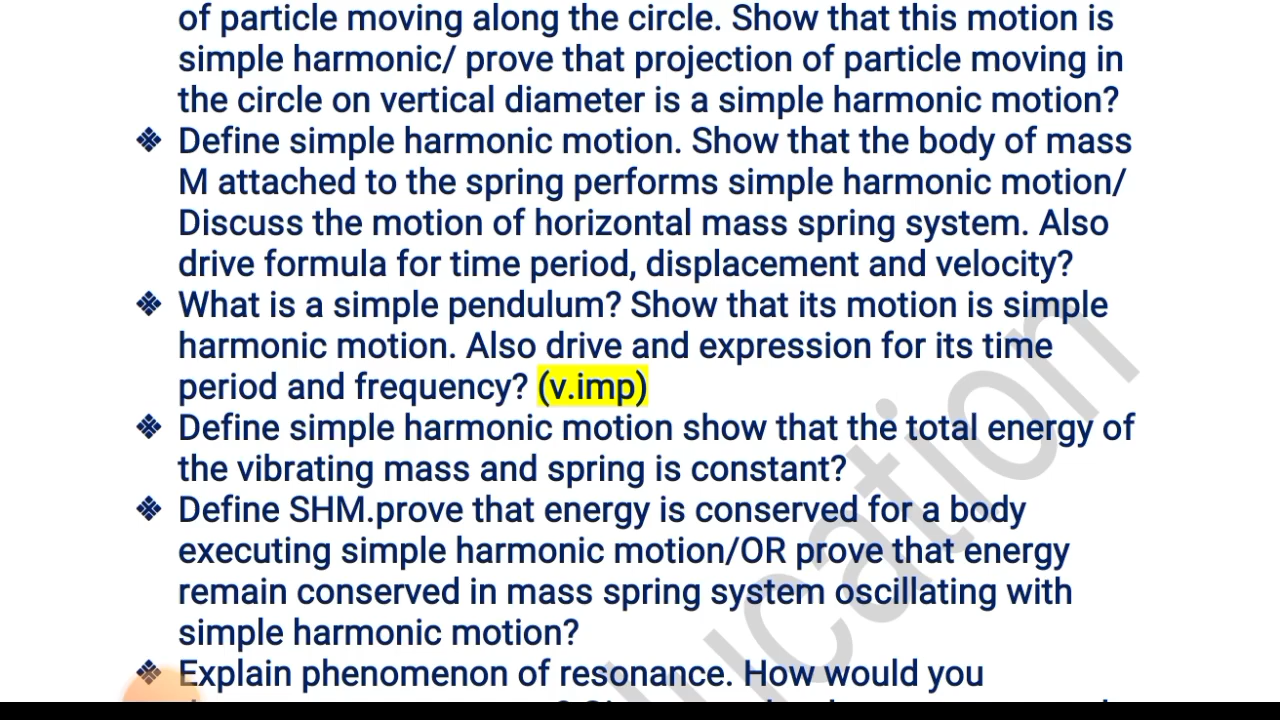 of particle moving along the circle. Show that this motion is
simple harmonic/ prove that projection of particle moving in
the circle on vertical diameter is a simple harmonic motion?
❖ Define simple harmonic motion. Show that the body of mass
M attached to the spring performs simple harmonic motion/
Discuss the motion of horizontal mass spring system. Also
drive formula for time period, displacement and velocity?
❖ What is a simple pendulum? Show that its motion is simple
harmonic motion. Also drive and expression for its time
period and frequency? (v.imp)
❖ Define simple harmonic motion show that the total energy of
the vibrating mass and spring is constant?
❖ Define SHM.prove that energy is conserved for a body
executing simple harmonic motion/OR prove that energy
remain conserved in mass spring system oscillating with
simple harmonic motion?
❖ Explain phenomenon of resonance. How would you
ucation